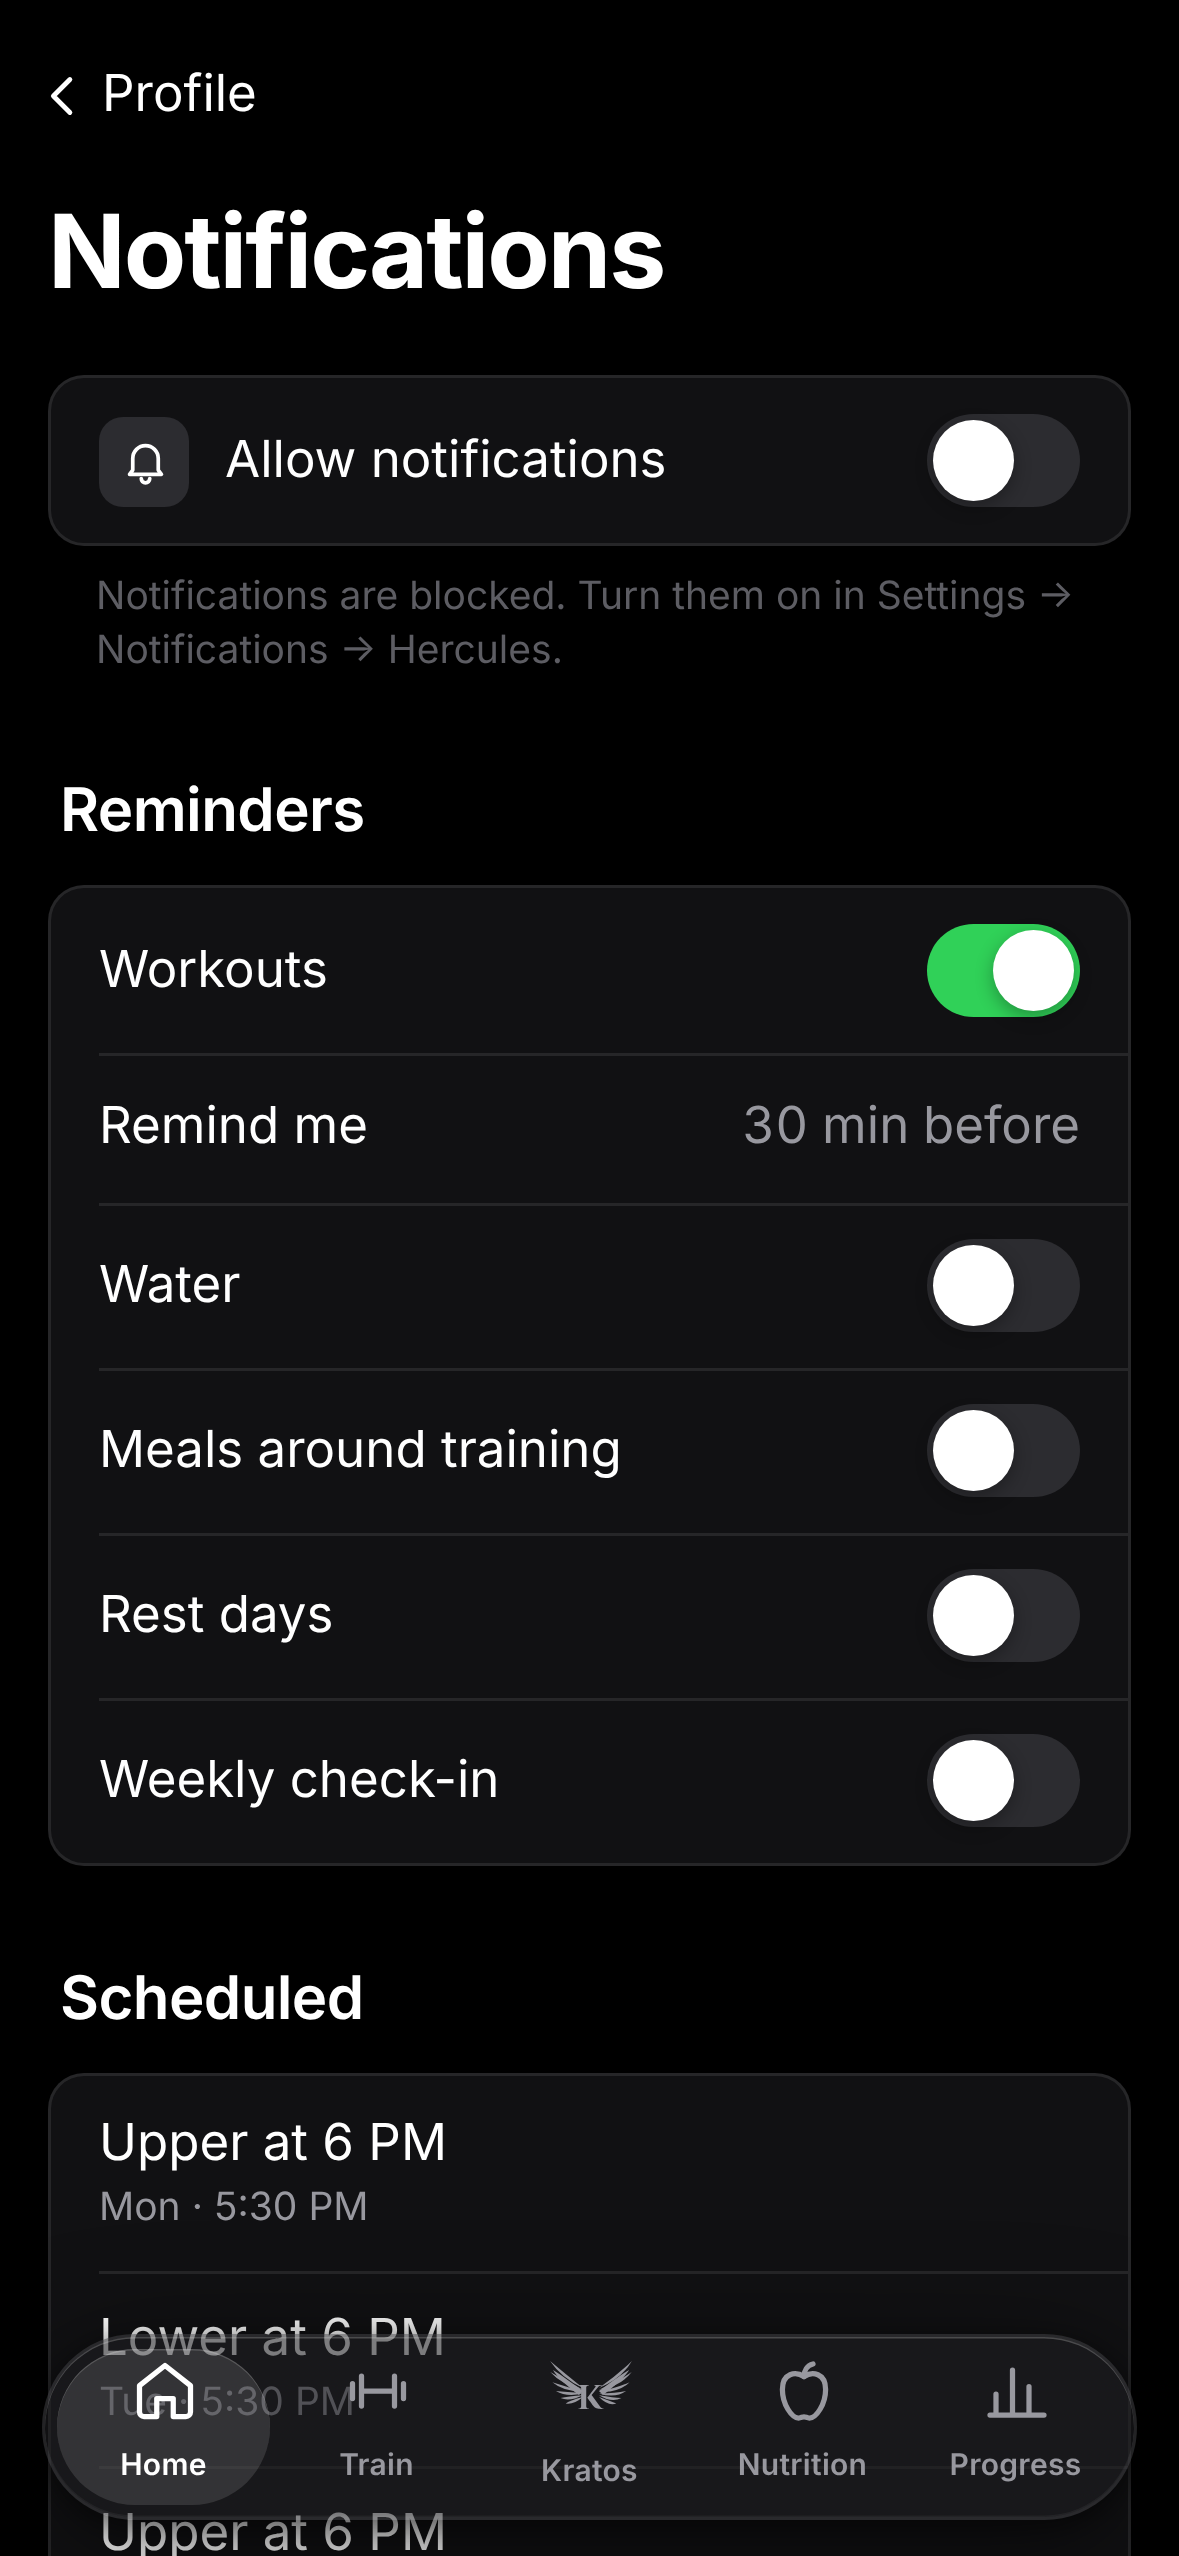 Profile
Notifications
Allow notifications
Notifications are blocked. Turn them on in Settings →
Notifications → Hercules.
Reminders
Workouts
Remind me 30 min before
Water
Meals around training
Rest days
Weekly check-in
Scheduled
Upper at 6 PM
Mon · 5:30 PM
Lower at 6 PM
Tue · 5:30 PM
K
Home Train Kratos Nutrition Progress
Upper at 6 PM